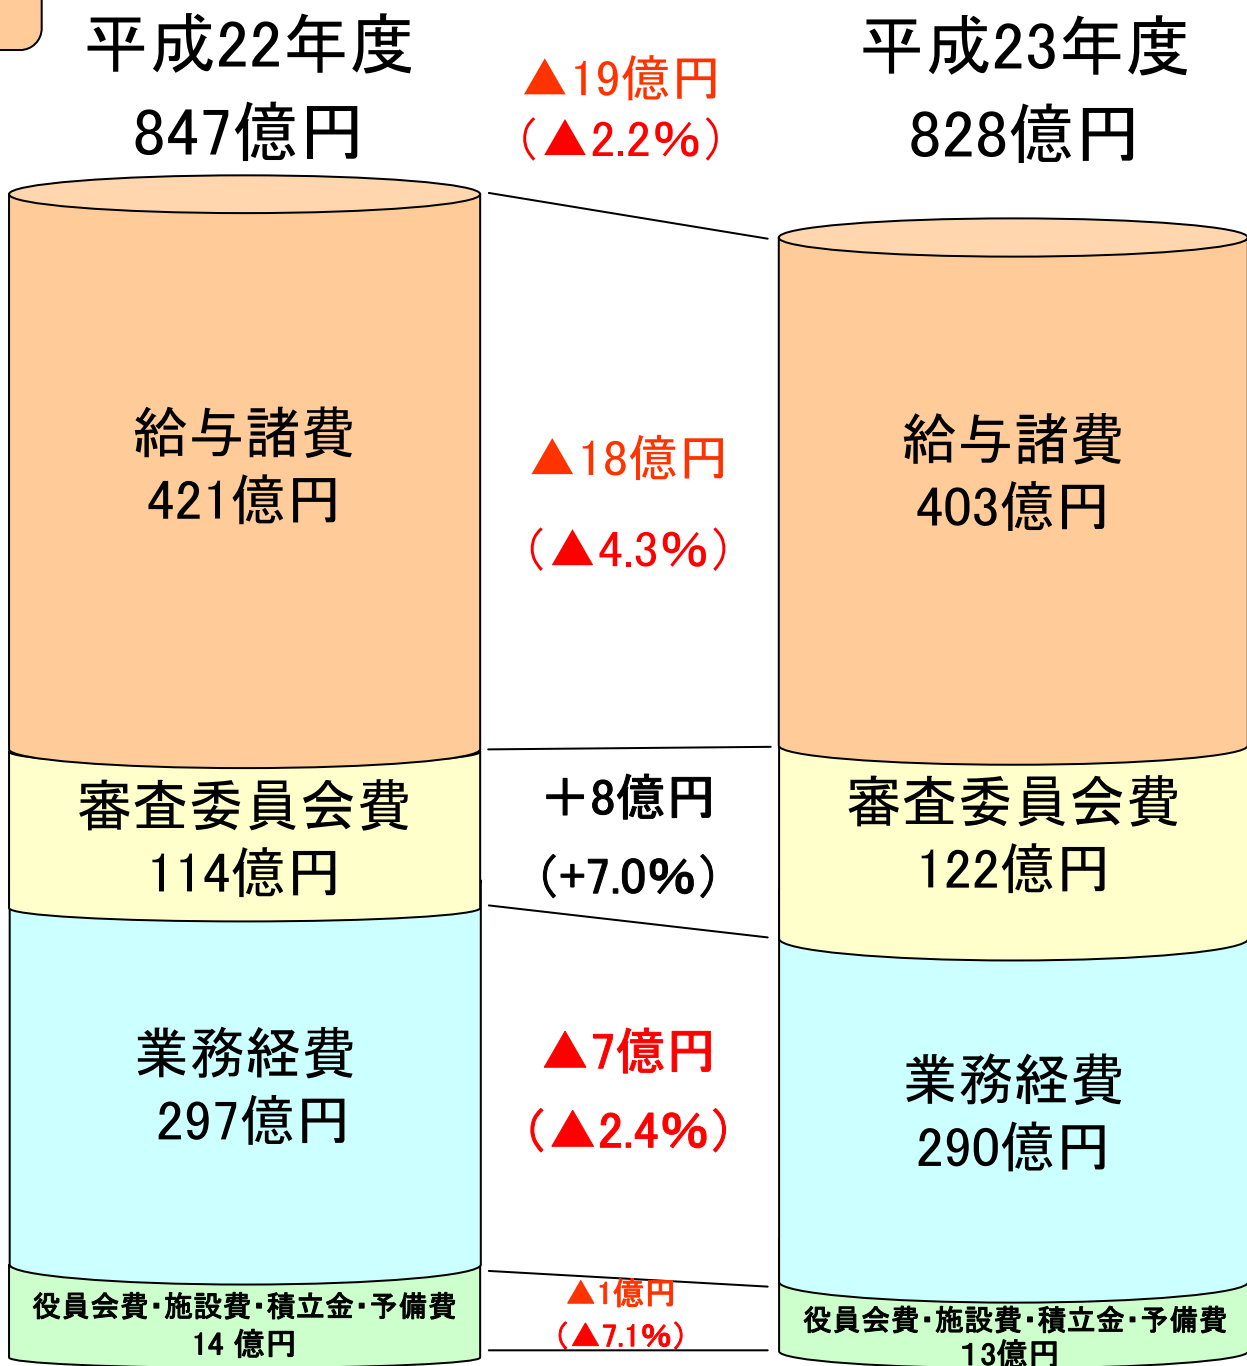 平成22年度
847億円
▲19億円
（▲2.2％）
平成23年度
828億円
給与諸費
421億円
▲18億円
（▲4.3％）
給与諸費
403億円
審査委員会費
114億円
＋8億円
（+7.0％）
審査委員会費
122億円
業務経費
297億円
▲7億円
（▲2.4％）
業務経費
290億円
役員会費・施設費・積立金・予備費
14 億円
▲1億円
（▲7.1％）
役員会費・施設費・積立金・予備費
13億円